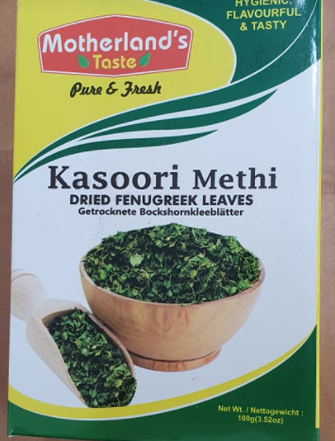 HYGIENIC,
FLAVOURFUL
& TASTY
Motherland's
Taste
Pure & Fresh
Kasoori Methi
DRIED FENUGREEK LEAVES
Getrocknete Bockshornkleeblätter
Net Wt. / Nettogewicht :
100g(3.52oz)